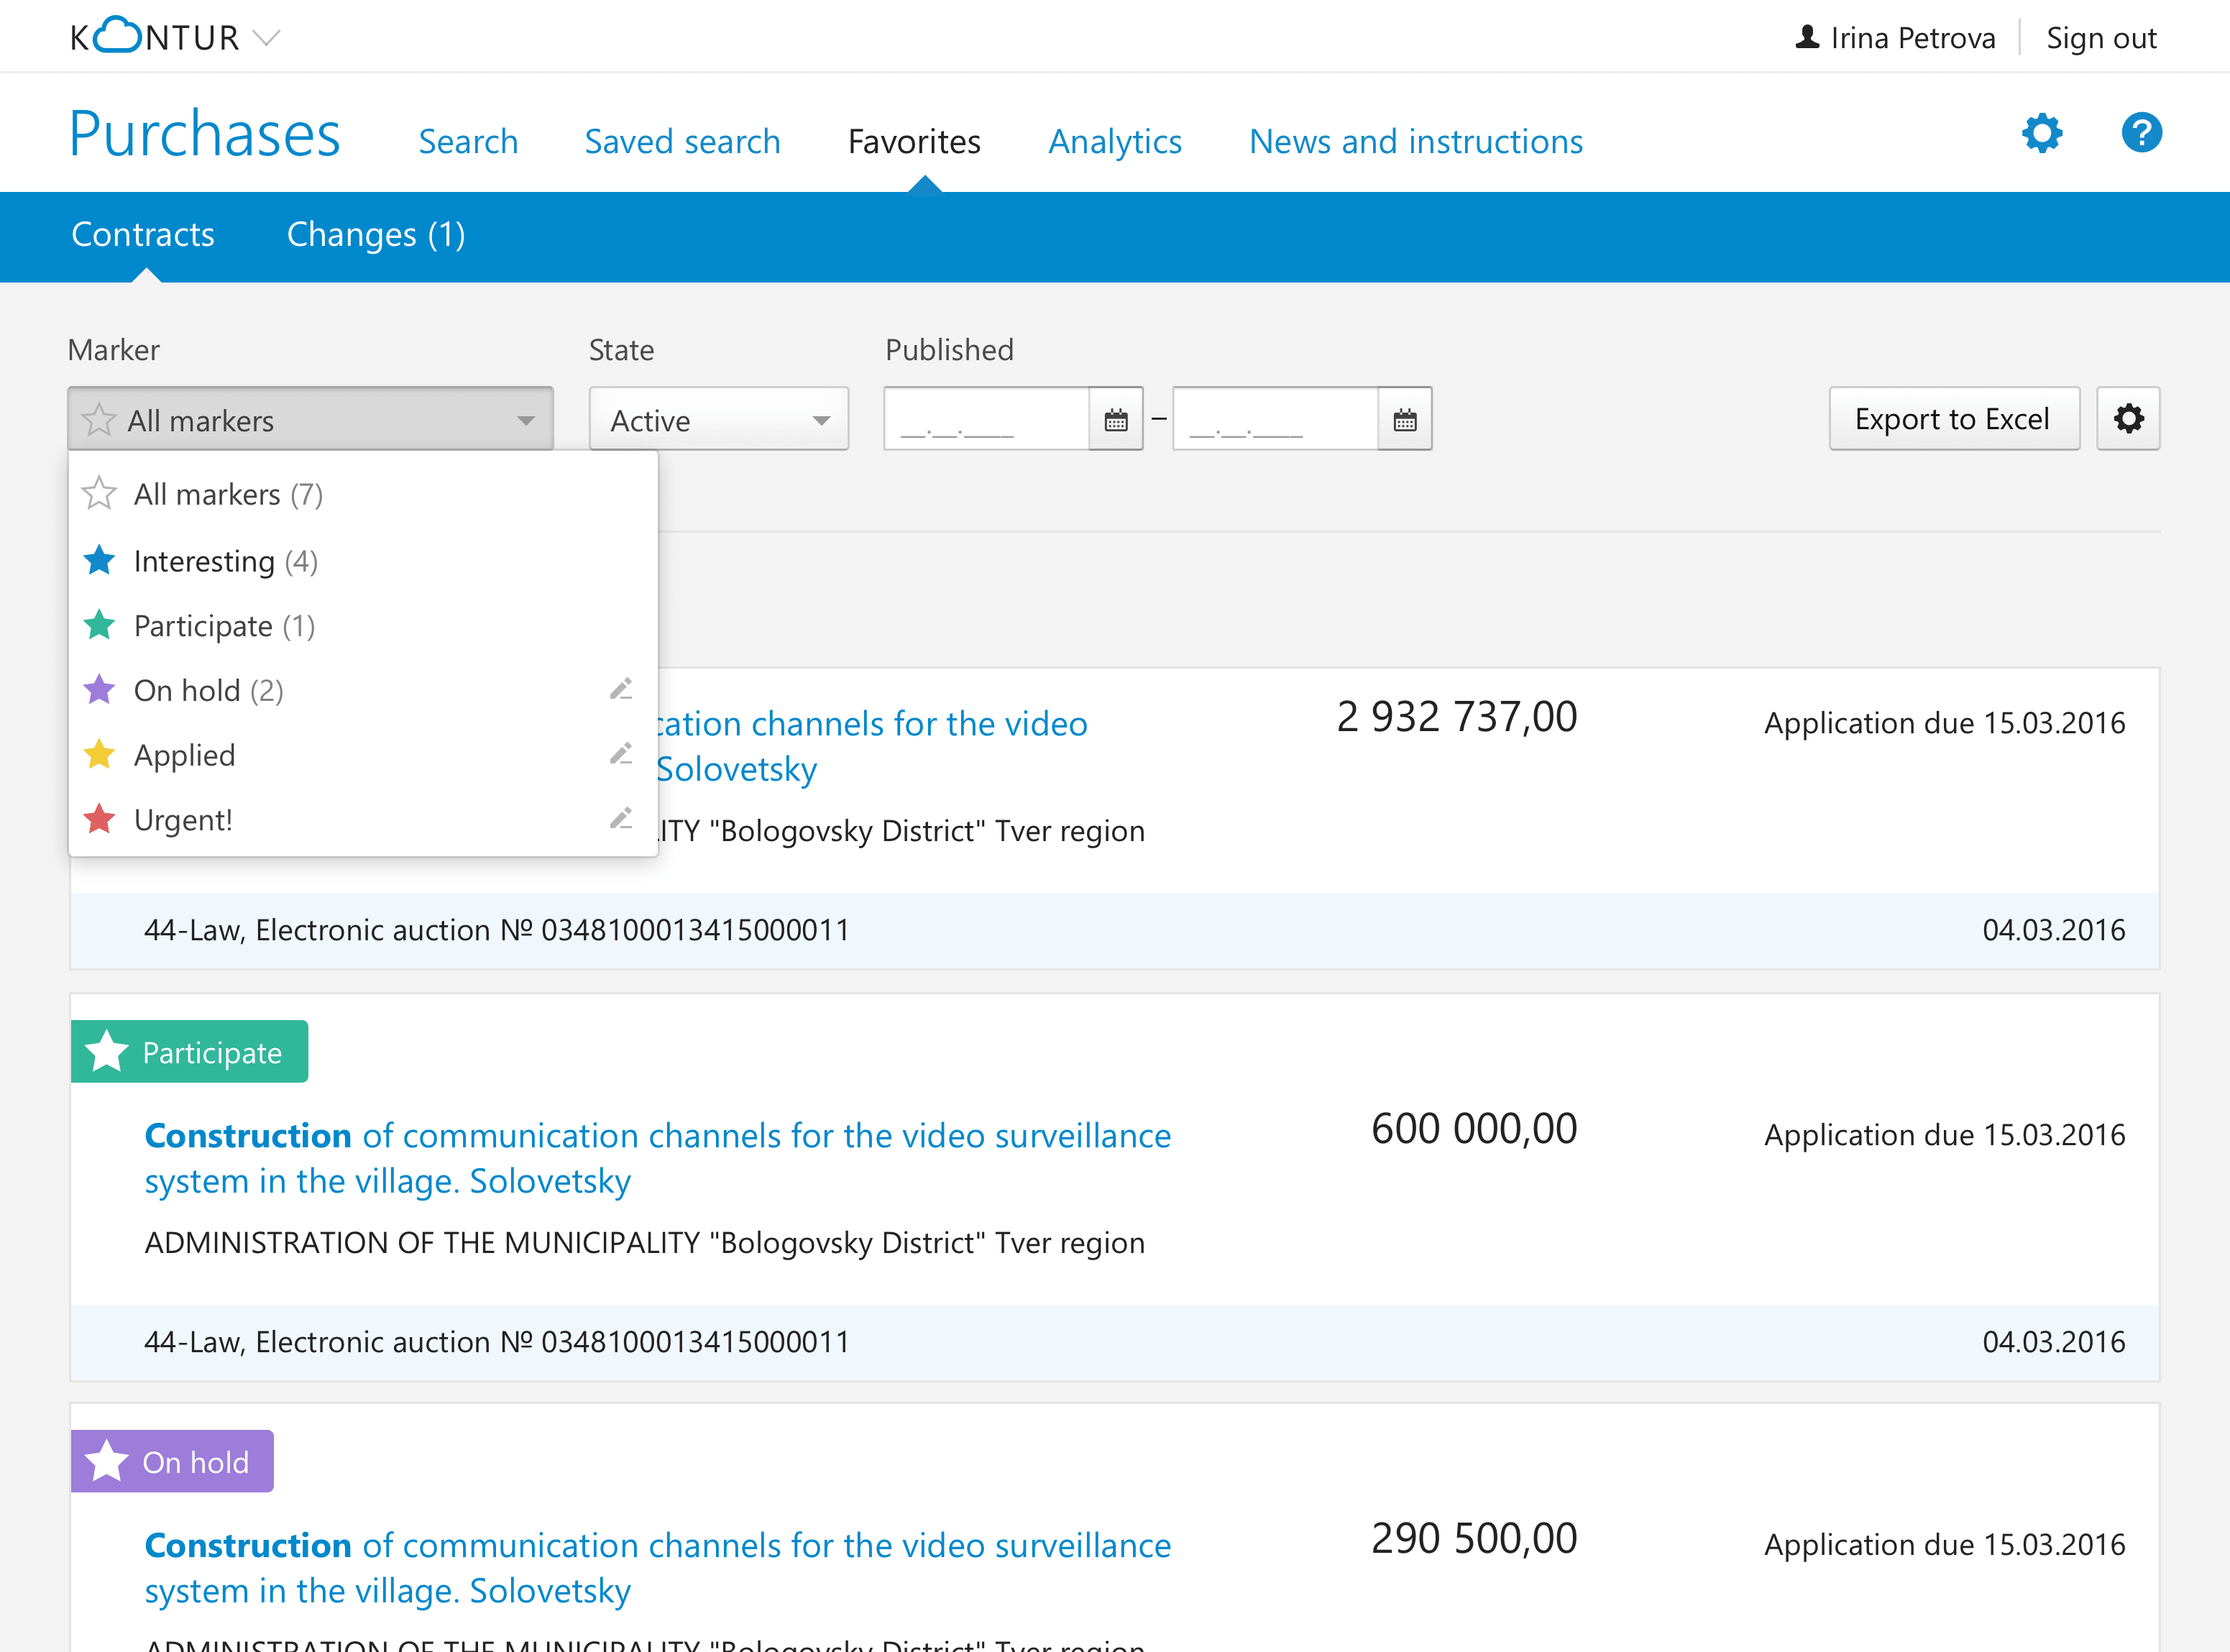 KONTUR
Irina Petrova
Sign out
Purchases
Search
Saved search
Favorites
Analytics
News and instructions
?
Contracts
Changes (1)
Marker
State
Published
All markers
Active
__.__.____
–
__.__.____
Export to Excel
All markers (7)
Interesting (4)
Participate (1)
On hold (2)
Applied
Urgent!
cation channels for the video
Solovetsky
2 932 737,00
Application due 15.03.2016
LITY "Bologovsky District" Tver region
44-Law, Electronic auction № 0348100013415000011
04.03.2016
Participate
Construction of communication channels for the video surveillance
system in the village. Solovetsky
600 000,00
Application due 15.03.2016
ADMINISTRATION OF THE MUNICIPALITY "Bologovsky District" Tver region
44-Law, Electronic auction № 0348100013415000011
04.03.2016
On hold
Construction of communication channels for the video surveillance
system in the village. Solovetsky
290 500,00
Application due 15.03.2016
ADMINISTRATION OF THE MUNICIPALITY "Bologovsky District" Tver region